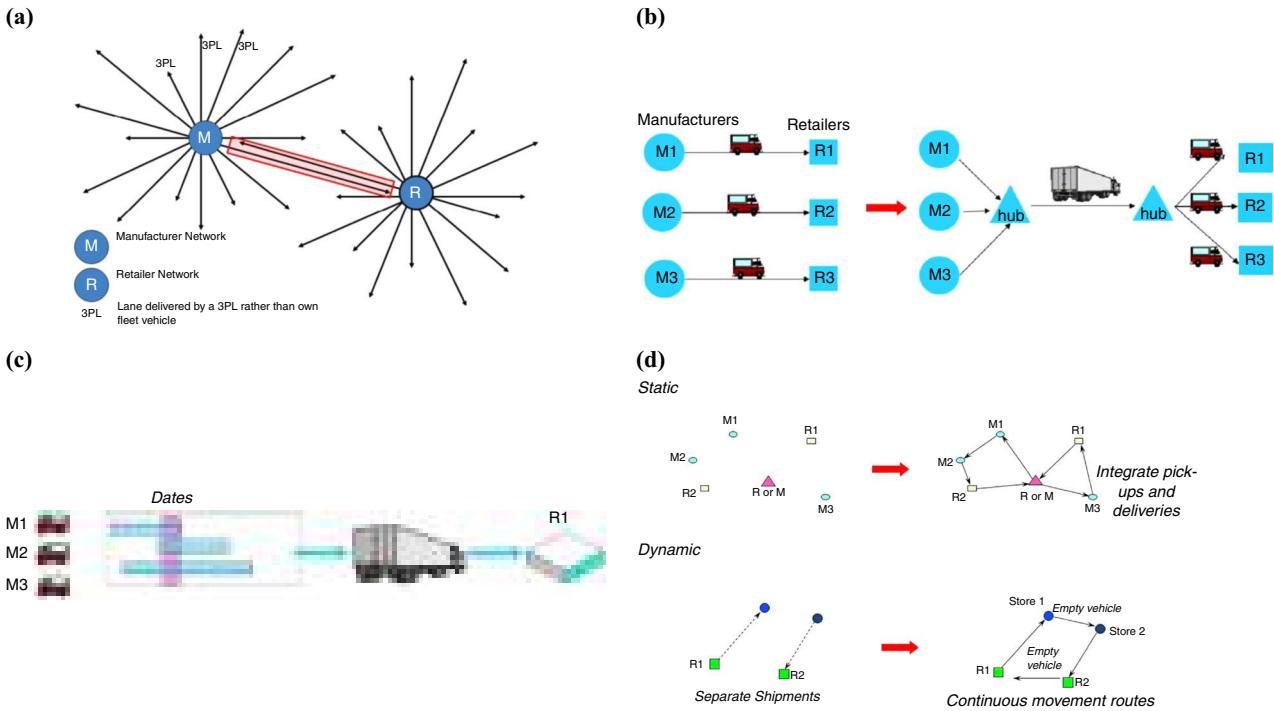 (a)
3PL
3PL
3PL
M
R
M
Manufacturer Network
R
Retailer Network
3PL
Lane delivered by a 3PL rather than own
fleet vehicle
(b)
Manufacturers
Retailers
M1
R1
M2
R2
M3
R3
M1
M2
M3
hub
hub
R1
R2
R3
(c)
Dates
M1
M2
M3
R1
(d)
Static
M1
M2
R2
R1
R or M
M3
M1
M2
R2
R1
R or M
M3
Integrate pick-
ups and
deliveries
Dynamic
R1
R2
Separate Shipments
Store 1
Empty vehicle
Store 2
Empty
vehicle
R1
R2
Continuous movement routes